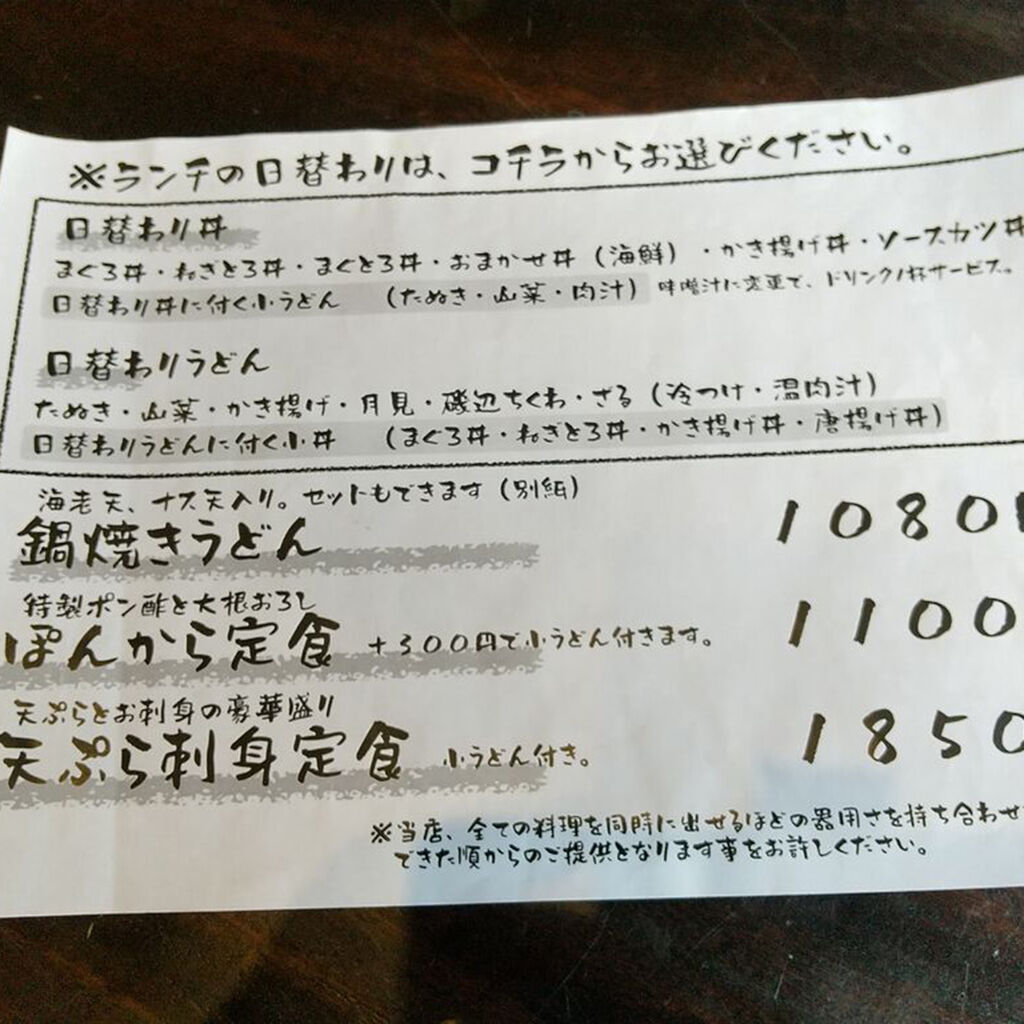 ※ランチの日替わりは、コチラからお選びください。
日替わり丼
まぐろ丼・ねぎとろ丼・まぐとろ丼・おまかせ丼（海鮮）・かき揚げ丼・ソースカツ丼
日替わり丼に付く小うどん （たぬき・山菜・肉汁） 味噌汁に変更で、ドリンク1杯サービス。
日替わりうどん
たぬき・山菜・かき揚げ・月見・磯辺ちくわ・ざる（冷つけ・温肉汁）
日替わりうどんに付く小丼 （まぐろ丼・ねぎとろ丼・かき揚げ丼・唐揚げ丼）
海老天、ナス天入り。セットもできます（別紙）
鍋焼きうどん 1080
特製ポン酢と大根おろし
ぽんから定食 +300円で小うどん付きます。 1100
天ぷらとお刺身の豪華盛り
天ぷら刺身定食 小うどん付き。 1850
※当店、全ての料理を同時に出せるほどの器用さを持ち合わせ
できた順からのご提供となります事をお許しください。